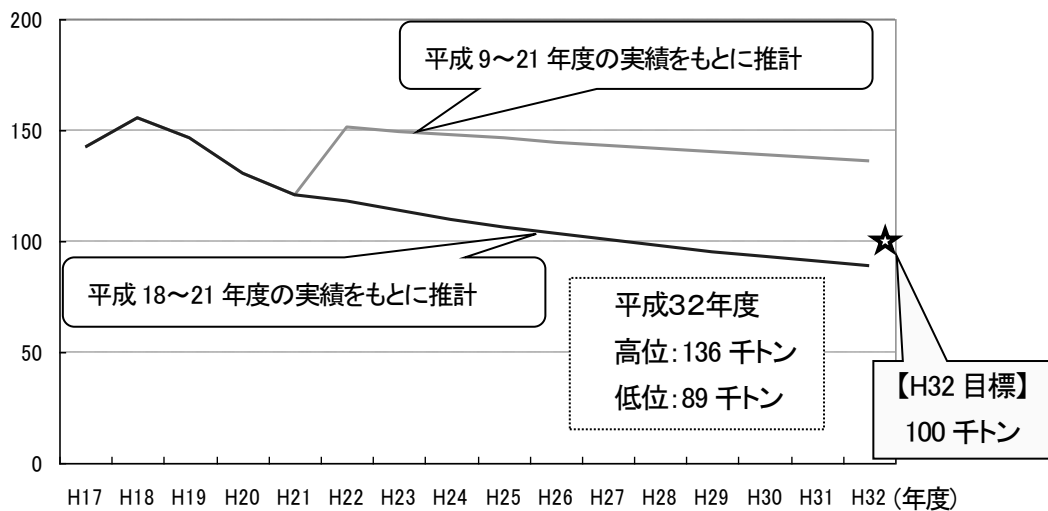 200
150
100
50
0
平成 9～21 年度の実績をもとに推計
平成 18～21 年度の実績をもとに推計
平成32年度
高位：136 千トン
低位：89 千トン
【H32 目標】
100 千トン
H17 H18 H19 H20 H21 H22 H23 H24 H25 H26 H27 H28 H29 H30 H31 H32 (年度)